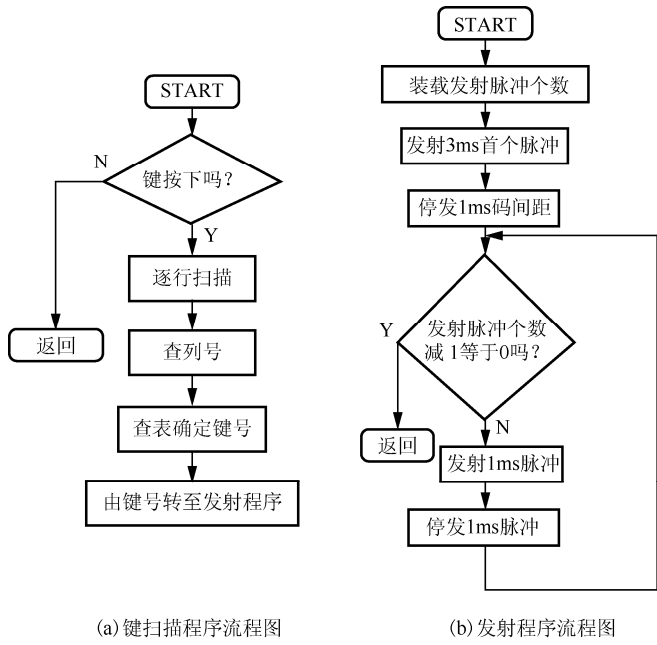 START
键按下吗?
N
Y
逐行扫描
返回
查列号
查表确定键号
由键号转至发射程序
(a)键扫描程序流程图
START
装载发射脉冲个数
发射3ms首个脉冲
停发1ms码间距
发射脉冲个数
减1等于0吗?
Y
N
返回
发射1ms脉冲
停发1ms脉冲
(b)发射程序流程图